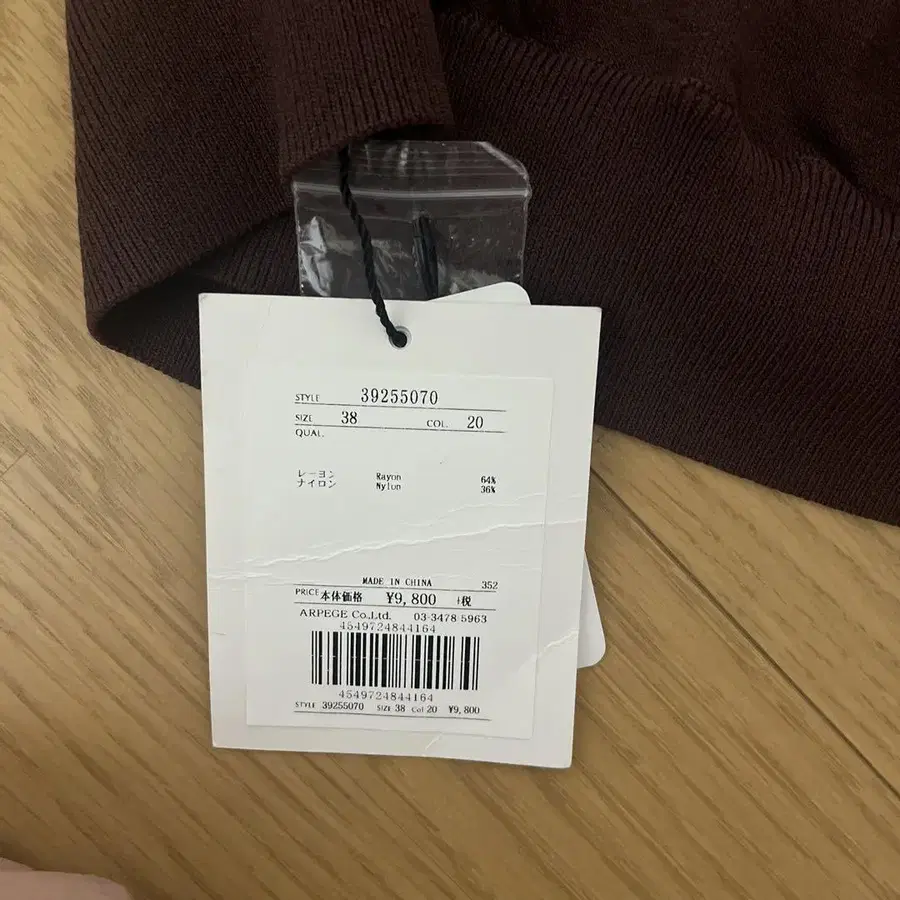 STYLE 39255070
SIZE 38 COL. 20
QUAL.
レーヨン Rayon 64%
ナイロン Nylon 36%
MADE IN CHINA 352
PRICE 本体価格 ¥9,800 +税
ARPEGE Co.,Ltd. 03-3478-5963
4549724844164
4549724844164
STYLE 39255070 SIZE 38 Col 20 ¥9,800